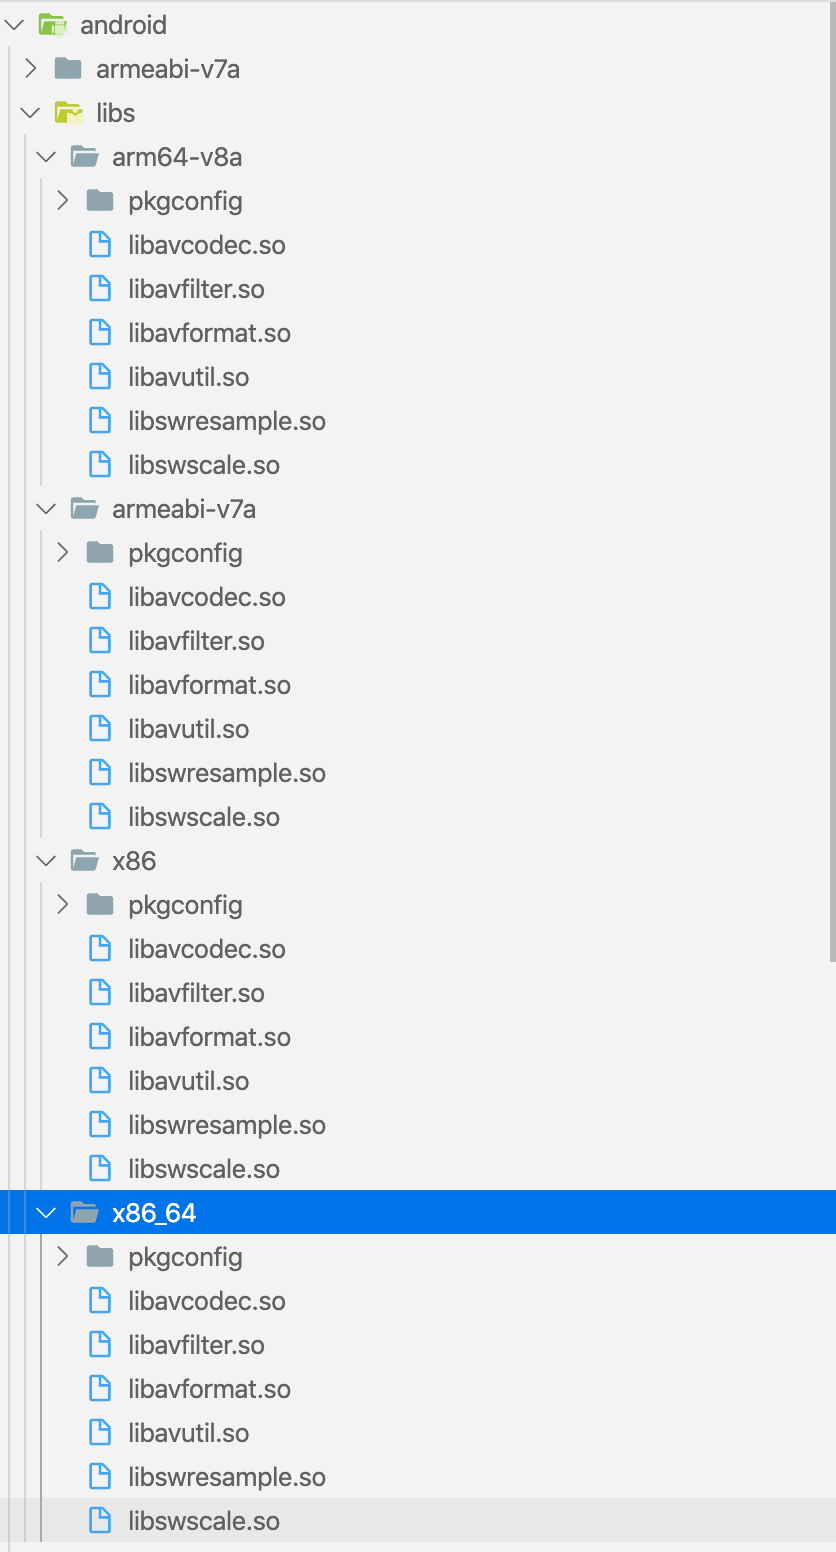 android
armeabi-v7a
libs
arm64-v8a
pkgconfig
libavcodec.so
libavfilter.so
libavformat.so
libavutil.so
libswresample.so
libswscale.so
armeabi-v7a
pkgconfig
libavcodec.so
libavfilter.so
libavformat.so
libavutil.so
libswresample.so
libswscale.so
x86
pkgconfig
libavcodec.so
libavfilter.so
libavformat.so
libavutil.so
libswresample.so
libswscale.so
x86_64
pkgconfig
libavcodec.so
libavfilter.so
libavformat.so
libavutil.so
libswresample.so
libswscale.so